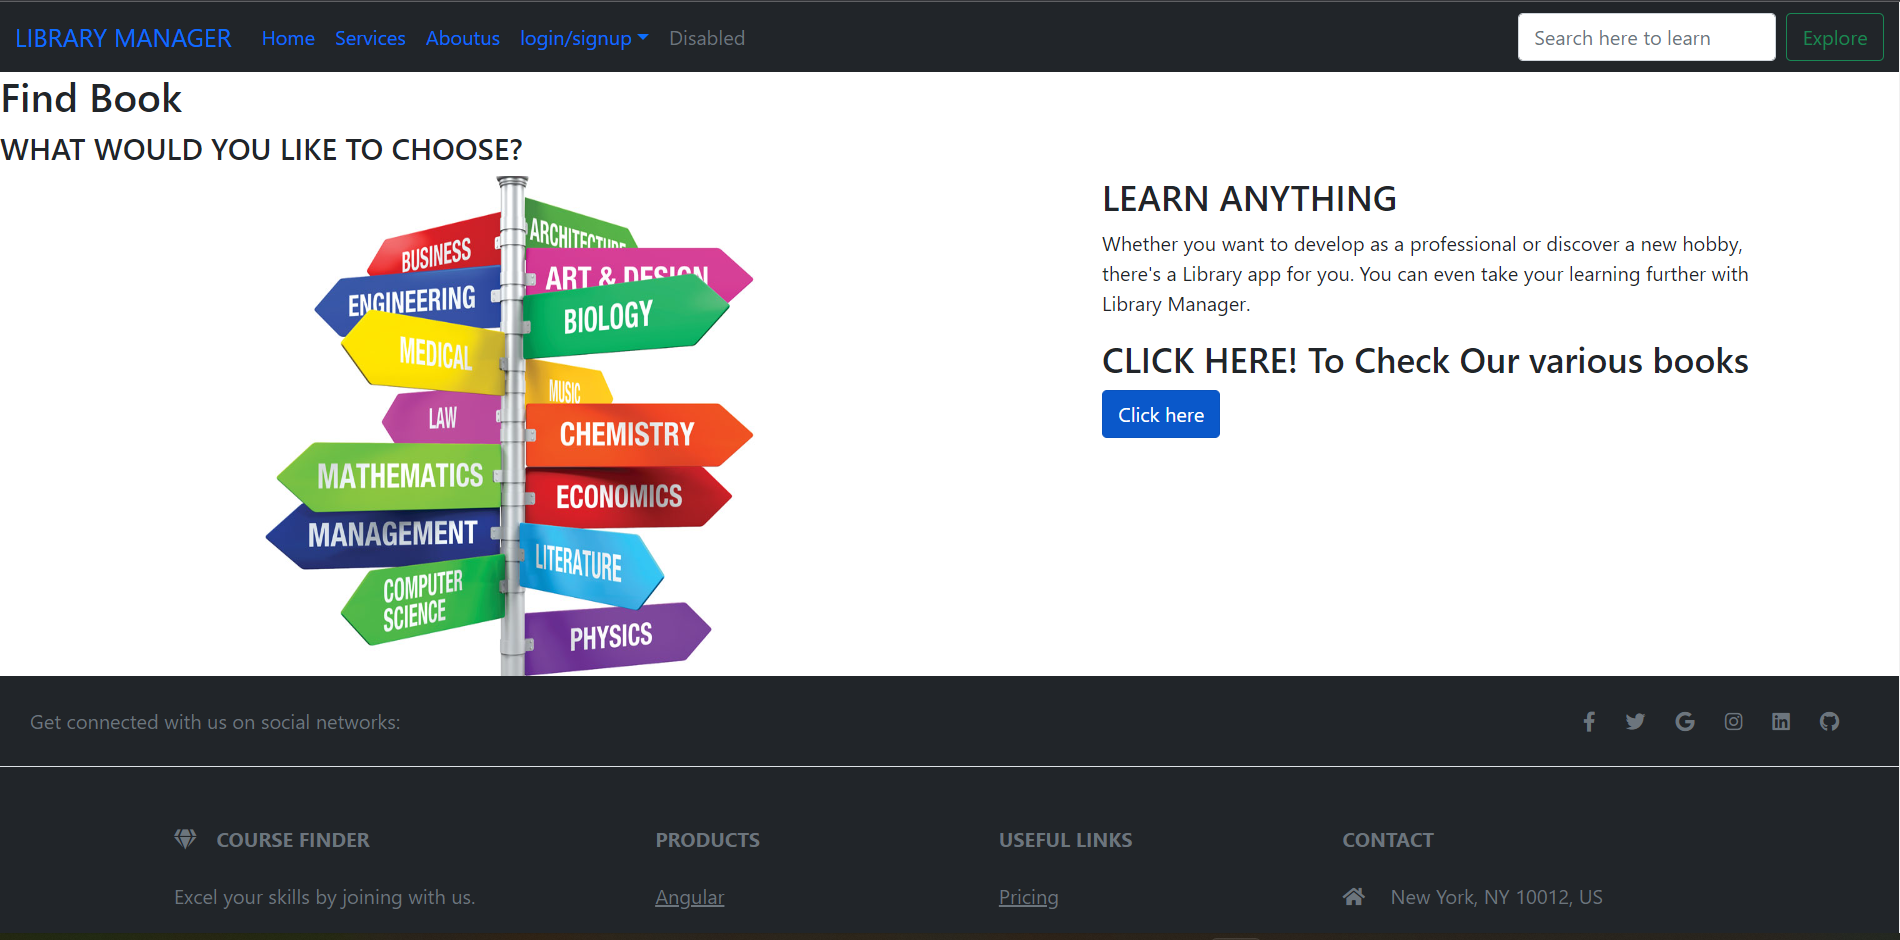 LIBRARY MANAGER Home Services Aboutus login/signup Disabled Search here to learn Explore
Find Book
WHAT WOULD YOU LIKE TO CHOOSE?
BUSINESS
ARCHITECTURE
ENGINEERING
ART & DESIGN
MEDICAL
BIOLOGY
LAW
MUSIC
MATHEMATICS
CHEMISTRY
MANAGEMENT
ECONOMICS
COMPUTER
SCIENCE
LITERATURE
PHYSICS
LEARN ANYTHING
Whether you want to develop as a professional or discover a new hobby,
there's a Library app for you. You can even take your learning further with
Library Manager.
CLICK HERE! To Check Our various books
Click here
Get connected with us on social networks:
COURSE FINDER
Excel your skills by joining with us.
PRODUCTS
Angular
USEFUL LINKS
Pricing
CONTACT
New York, NY 10012, US